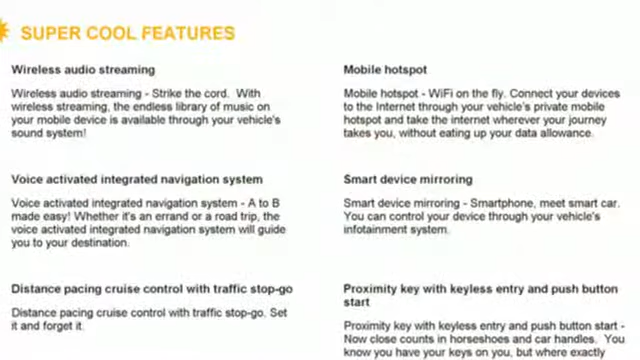 SUPER COOL FEATURES
Wireless audio streaming
Wireless audio streaming - Strike the cord. With
wireless streaming, the endless library of music on
your mobile device is available through your vehicle's
sound system!
Voice activated integrated navigation system
Voice activated integrated navigation system - A to B
made easy! Whether it's an errand or a road trip, the
voice activated integrated navigation system will guide
you to your destination.
Distance pacing cruise control with traffic stop-go
Distance pacing cruise control with traffic stop-go. Set
it and forget it.
Mobile hotspot
Mobile hotspot - WiFi on the fly. Connect your devices
to the Internet through your vehicle's private mobile
hotspot and take the internet wherever your journey
takes you, without eating up your data allowance.
Smart device mirroring
Smart device mirroring - Smartphone, meet smart car.
You can control your device through your vehicle's
infotainment system.
Proximity key with keyless entry and push button
start
Proximity key with keyless entry and push button start -
Now close counts in horseshoes and car handles. You
know you have your keys on you, but where exactly